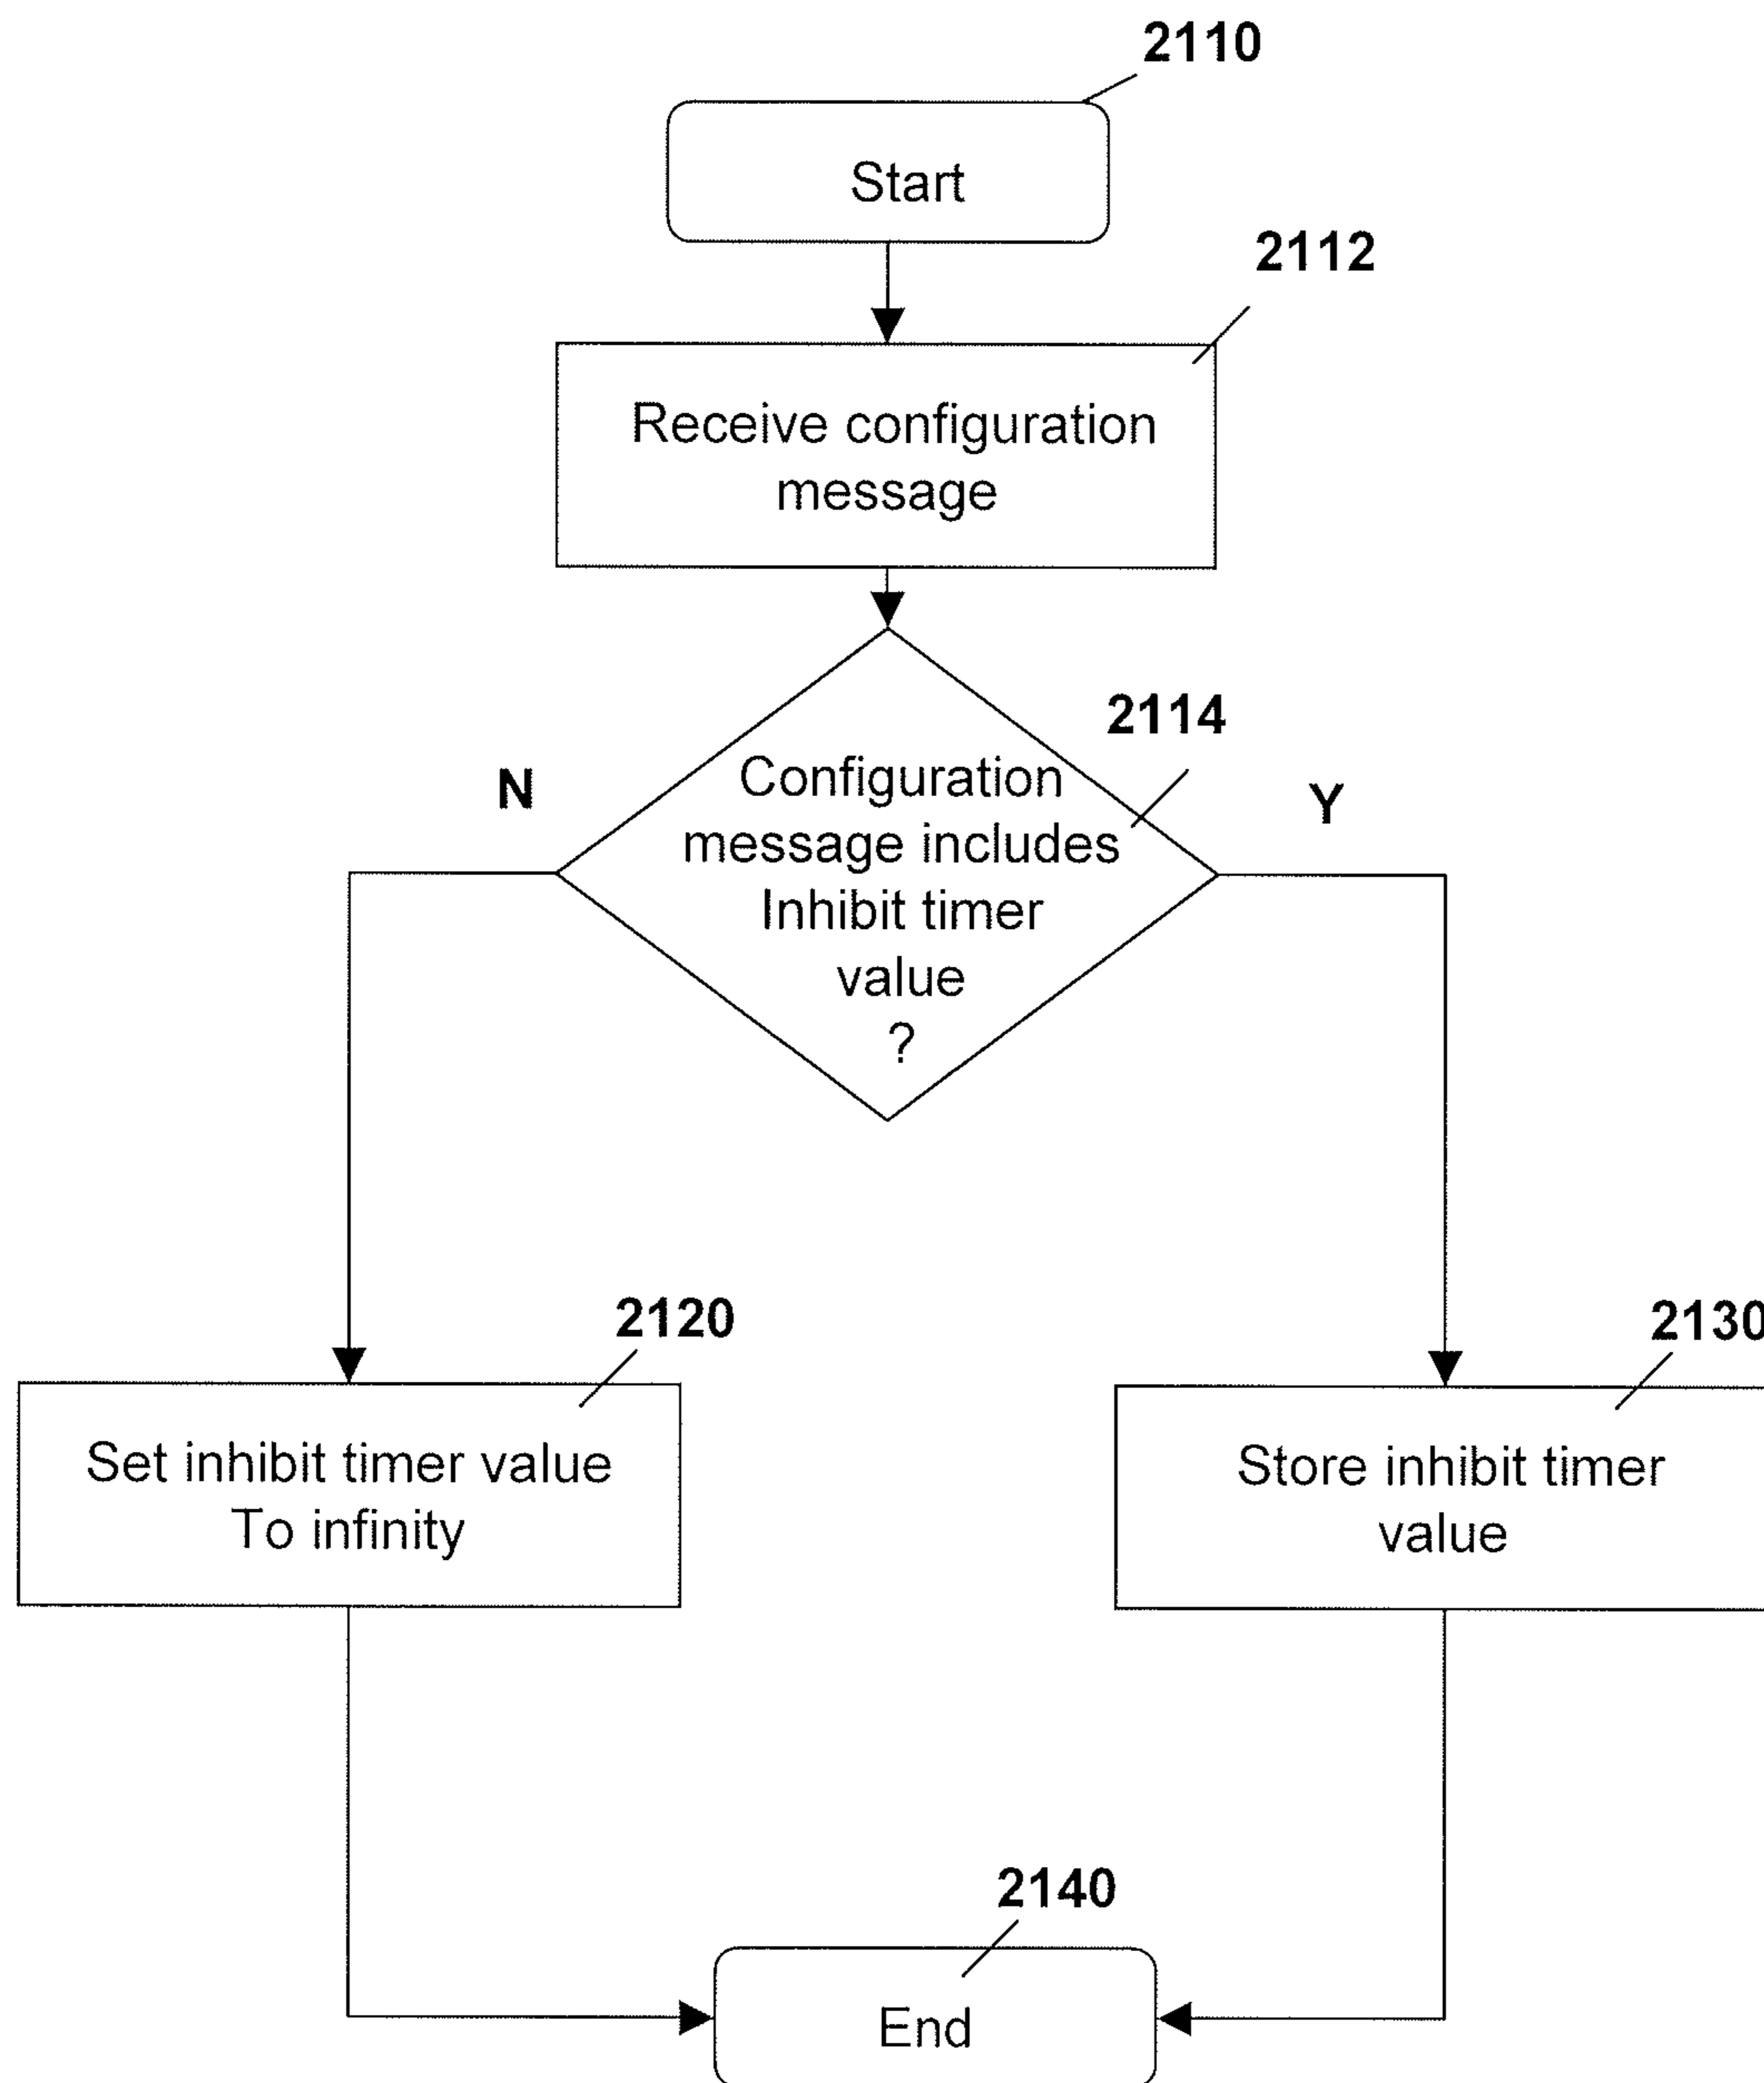 2110
Start
2112
Receive configuration
message
2114
N
Y
Configuration
message includes
Inhibit timer
value
?
2120
2130
Set inhibit timer value
To infinity
Store inhibit timer
value
2140
End